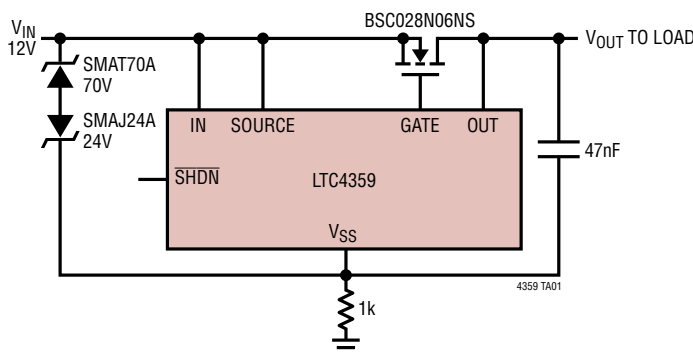 BSC028N06NS
VIN
12V
VOUT TO LOAD
SMAT70A
70V
SMAJ24A
24V
IN SOURCE GATE OUT
SHDN
LTC4359
47nF
VSS
4359 TA01
1k